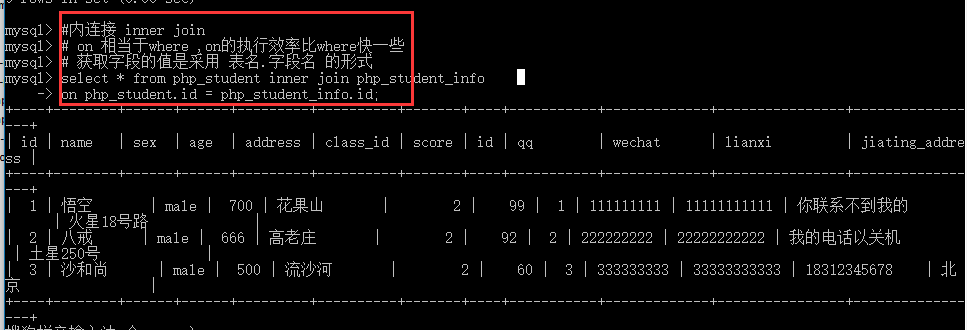 rows in set (0.00 sec)
mysql> #内连接 inner join
mysql> # on 相当于where ,on的执行效率比where快一些
mysql> # 获取字段的值是采用 表名.字段名 的形式
mysql> select * from php_student inner join php_student_info
-> on php_student.id = php_student_info.id;
+----+
| id | name | sex | age | address | class_id | score | id | qq | wechat | lianxi | jiating_addre
ss |
| 1 | 悟空 | male | 700 | 花果山 | 2 | 99 | 1 | 111111111 | 11111111111 | 你联系不到我的
| 火星18号路 |
| 2 | 八戒 | male | 666 | 高老庄 | 2 | 92 | 2 | 222222222 | 22222222222 | 我的电话以关机
| 土星250号 |
| 3 | 沙和尚 | male | 500 | 流沙河 | 2 | 60 | 3 | 333333333 | 33333333333 | 18312345678 | 北
京 |